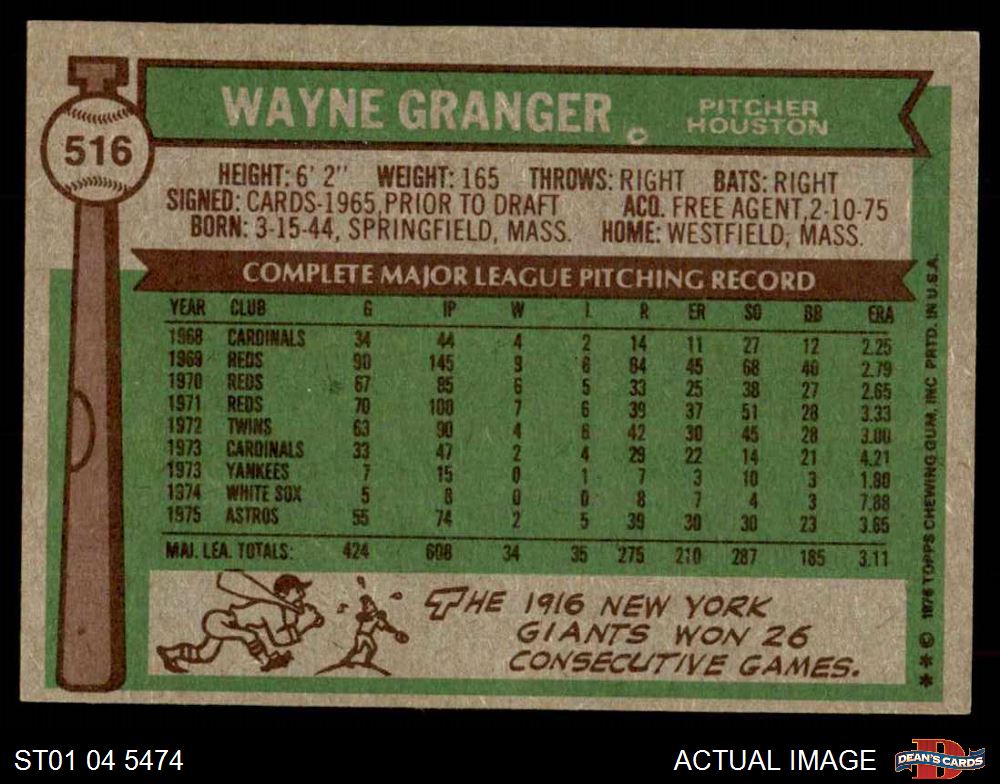 516
WAYNE GRANGER
PITCHER
HOUSTON
HEIGHT: 6' 2" WEIGHT: 165 THROWS: RIGHT BATS: RIGHT
SIGNED: CARDS-1965, PRIOR TO DRAFT ACQ. FREE AGENT, 2-10-75
BORN: 3-15-44, SPRINGFIELD, MASS. HOME: WESTFIELD, MASS.
COMPLETE MAJOR LEAGUE PITCHING RECORD
YEAR CLUB G IP W L R ER SO BB ERA
1968 CARDINALS 34 44 4 2 14 11 27 12 2.25
1969 REDS 90 145 9 6 64 45 68 40 2.79
1970 REDS 67 85 6 5 33 25 38 27 2.65
1971 REDS 70 100 7 6 39 37 51 28 3.33
1972 TWINS 63 90 4 6 42 30 45 28 3.00
1973 CARDINALS 33 47 2 4 29 22 14 21 4.21
1973 YANKEES 7 15 0 1 7 3 10 3 1.80
1974 WHITE SOX 5 8 0 0 8 7 4 3 7.88
1975 ASTROS 55 74 2 5 39 30 30 23 3.65
MAJ. LEA. TOTALS: 424 608 34 35 275 210 287 185 3.11
THE 1916 NEW YORK
GIANTS WON 26
CONSECUTIVE GAMES.
** © 1976 TOPPS CHEWING GUM, INC PRTD. IN U.S.A.
ST01 04 5474
ACTUAL IMAGE
D
DEAN'S CARDS